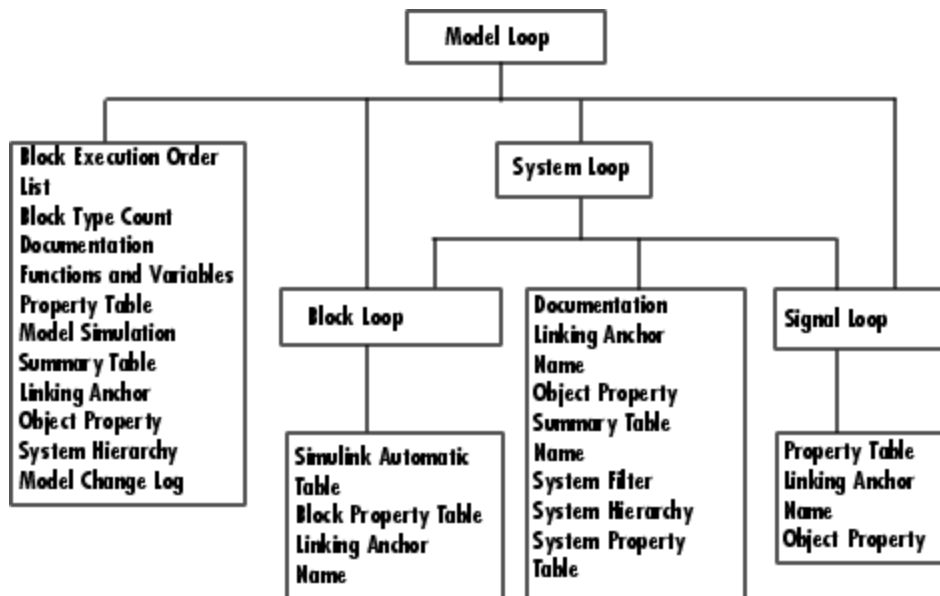 Model Loop
Block Execution Order
List
Block Type Count
Documentation
Functions and Variables
Property Table
Model Simulation
Summary Table
Linking Anchor
Object Property
System Hierarchy
Model Change Log
System Loop
Block Loop
Simulink Automatic
Table
Block Property Table
Linking Anchor
Name
Documentation
Linking Anchor
Name
Object Property
Summary Table
Name
System Filter
System Hierarchy
System Property
Table
Signal Loop
Property Table
Linking Anchor
Name
Object Property